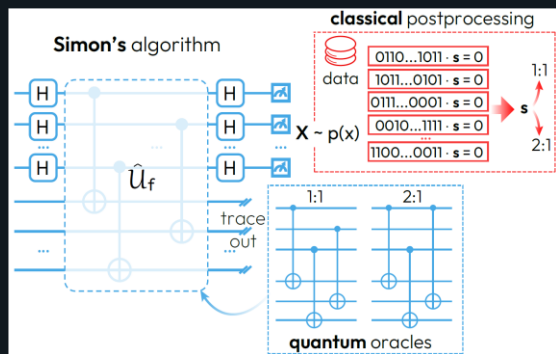 classical postprocessing
Simon's algorithm
data
0110...1011 · s = 0
1011...0101 · s = 0
0111...0001 · s = 0
0010...1111 · s = 0
...
1100...0011 · s = 0
s
1:1
2:1
X ~ p(x)
H
H
H
H
...
...
...
H
H
Ûf
1:1
2:1
trace
out
...
...
...
quantum oracles